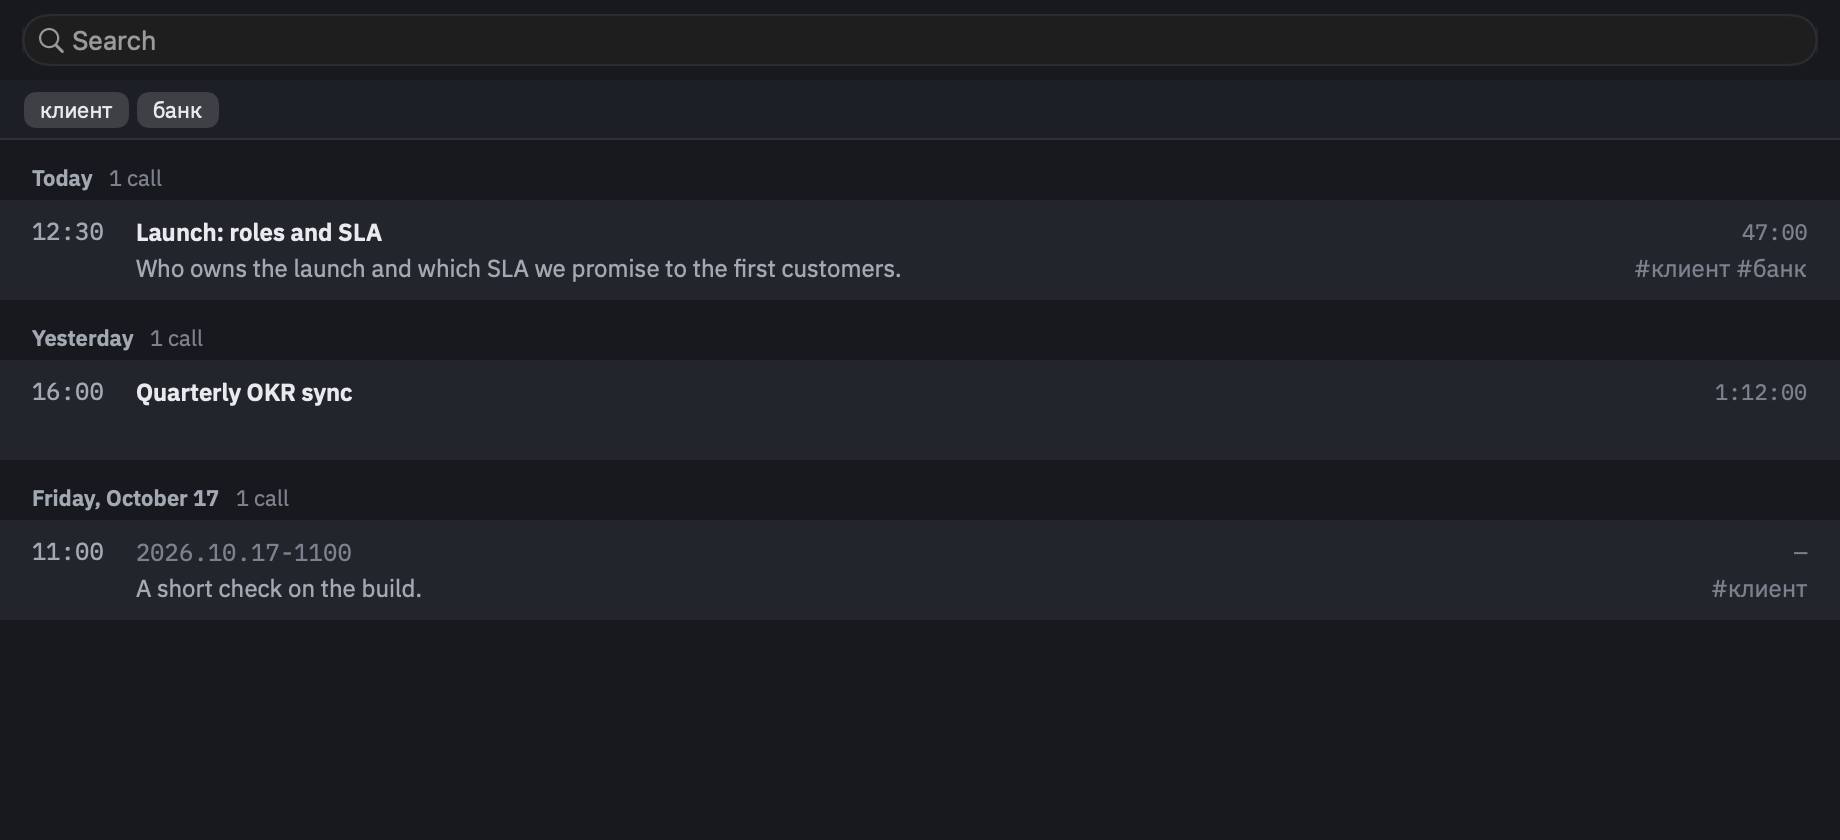 Search
клиент банк
Today 1 call
12:30 Launch: roles and SLA 47:00
Who owns the launch and which SLA we promise to the first customers. #клиент #банк
Yesterday 1 call
16:00 Quarterly OKR sync 1:12:00
Friday, October 17 1 call
11:00 2026.10.17-1100 –
A short check on the build. #клиент